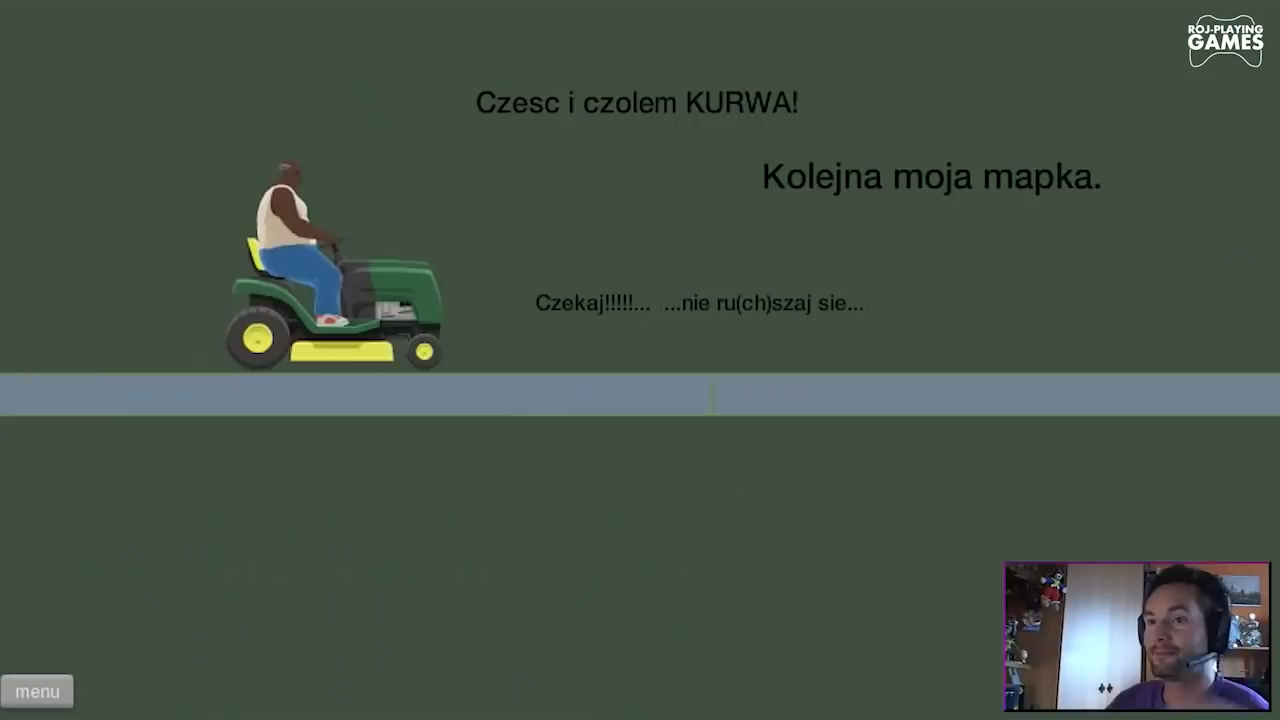 ROJ-PLAYING
GAMES
Czesc i czolem KURWA!
Kolejna moja mapka.
Czekaj!!!!!... ...nie ru(ch)szaj sie...
menu